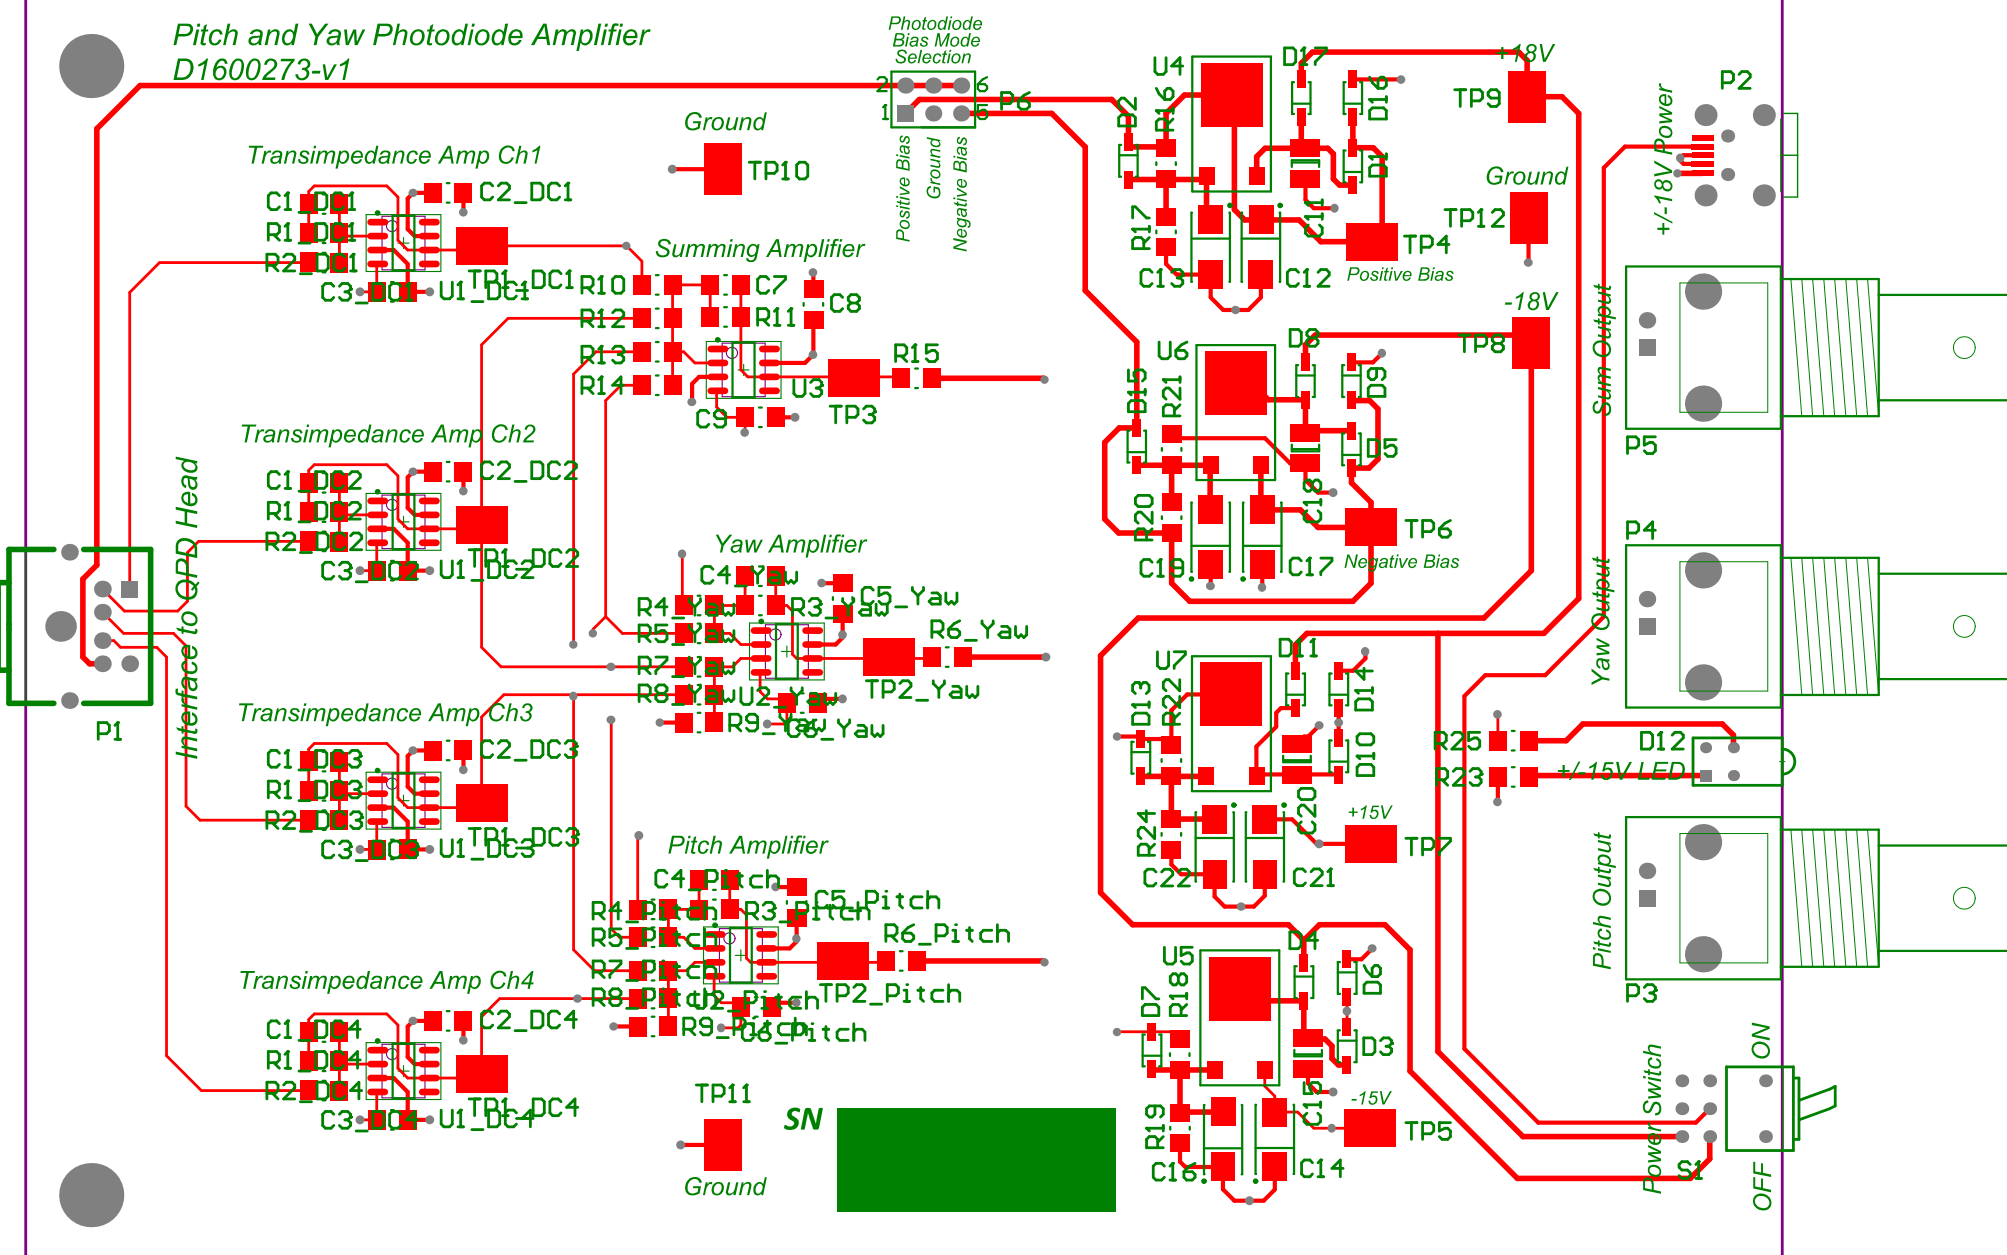 Pitch and Yaw Photodiode Amplifier
D1600273-v1
Photodiode
Bias Mode
Selection
2
6
1
5
P6
Positive Bias
Ground
Negative Bias
Ground
TP10
Transimpedance Amp Ch1
C1_DC1
R1_DC1
R2_DC1
C3_DC1
C2_DC1
TP1_DC1
U1_DC1
Summing Amplifier
R10
R12
R13
R14
C7
R11
C8
U3
C9
TP3
R15
Transimpedance Amp Ch2
C1_DC2
R1_DC2
R2_DC2
C3_DC2
C2_DC2
TP1_DC2
U1_DC2
Interface to QPD Head
P1
Yaw Amplifier
C4_Yaw
R4_Yaw
R5_Yaw
R7_Yaw
R8_Yaw
R9_Yaw
R3_Yaw
C5_Yaw
R6_Yaw
TP2_Yaw
U2_Yaw
C6_Yaw
Transimpedance Amp Ch3
C1_DC3
R1_DC3
R2_DC3
C3_DC3
C2_DC3
TP1_DC3
U1_DC3
Pitch Amplifier
C4_Pitch
R4_Pitch
R5_Pitch
R7_Pitch
R8_Pitch
R9_Pitch
R3_Pitch
C5_Pitch
R6_Pitch
TP2_Pitch
U2_Pitch
C6_Pitch
Transimpedance Amp Ch4
C1_DC4
R1_DC4
R2_DC4
C3_DC4
C2_DC4
TP1_DC4
U1_DC4
TP11
Ground
SN
U4
D2
R16
R17
D17
D16
D1
C11
C13
C12
TP4
Positive Bias
+18V
TP9
Ground
TP12
-18V
TP8
U6
D15
R21
R20
D8
D9
D5
C18
C19
C17
TP6
Negative Bias
U7
D13
R22
R24
D11
D14
D10
C20
C22
C21
+15V
TP7
U5
D7
R18
R19
D4
D6
D3
C15
C16
C14
-15V
TP5
P2
+/-18V Power
Sum Output
P5
P4
Yaw Output
R25
R23
D12
+/-15V LED
Pitch Output
P3
Power Switch
S1
ON
OFF